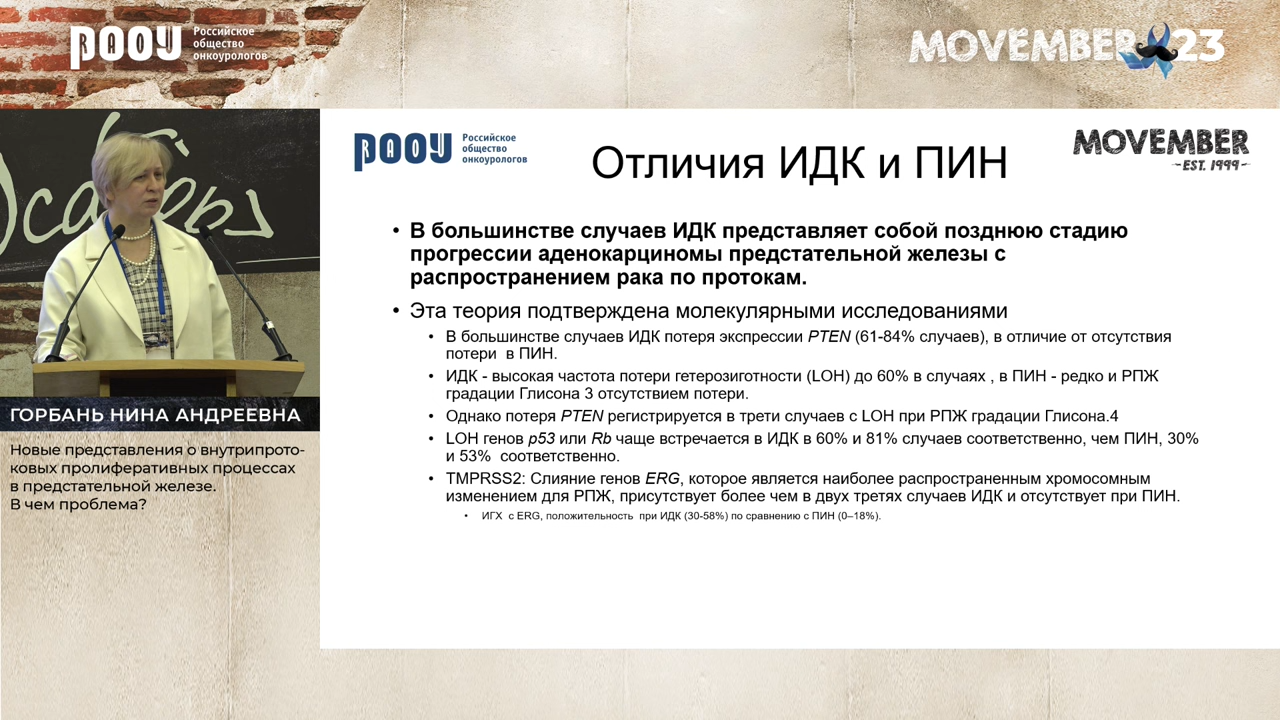 РАОУ
Российское
общество
онкоурологов
MOVEMBER 23
РАОУ
Российское
общество
онкоурологов
MOVEMBER
EST. 1999
Отличия ИДК и ПИН
• В большинстве случаев ИДК представляет собой позднюю стадию
прогрессии аденокарциномы предстательной железы с
распространением рака по протокам.
• Эта теория подтверждена молекулярными исследованиями
• В большинстве случаев ИДК потеря экспрессии PTEN (61-84% случаев), в отличие от отсутствия
потери в ПИН.
• ИДК - высокая частота потери гетерозиготности (LOH) до 60% в случаях , в ПИН - редко и РПЖ
градации Глисона 3 отсутствием потери.
• Однако потеря PTEN регистрируется в трети случаев с LOH при РПЖ градации Глисона.4
• LOH генов p53 или Rb чаще встречается в ИДК в 60% и 81% случаев соответственно, чем ПИН, 30%
и 53% соответственно.
• TMPRSS2: Слияние генов ERG, которое является наиболее распространенным хромосомным
изменением для РПЖ, присутствует более чем в двух третях случаев ИДК и отсутствует при ПИН.
• ИГХ с ERG, положительность при ИДК (30-58%) по сравнению с ПИН (0–18%).
ГОРБАНЬ НИНА АНДРЕЕВНА
Новые представления о внутрипрото-
ковых пролиферативных процессах
в предстательной железе.
В чем проблема?